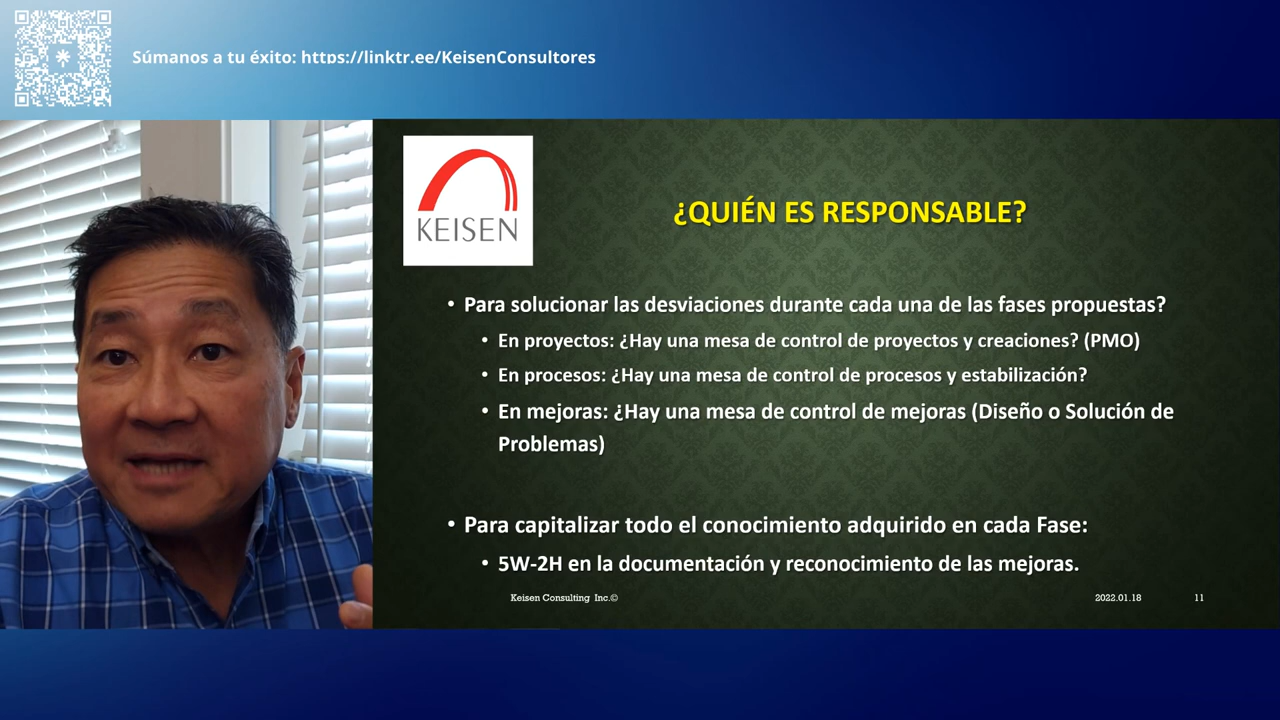 Súmanos a tu éxito: https://linktr.ee/KeisenConsultores
KEISEN
¿QUIÉN ES RESPONSABLE?
• Para solucionar las desviaciones durante cada una de las fases propuestas?
• En proyectos: ¿Hay una mesa de control de proyectos y creaciones? (PMO)
• En procesos: ¿Hay una mesa de control de procesos y estabilización?
• En mejoras: ¿Hay una mesa de control de mejoras (Diseño o Solución de
Problemas)
• Para capitalizar todo el conocimiento adquirido en cada Fase:
• 5W-2H en la documentación y reconocimiento de las mejoras.
Keisen Consulting Inc.© 2022.01.18 11